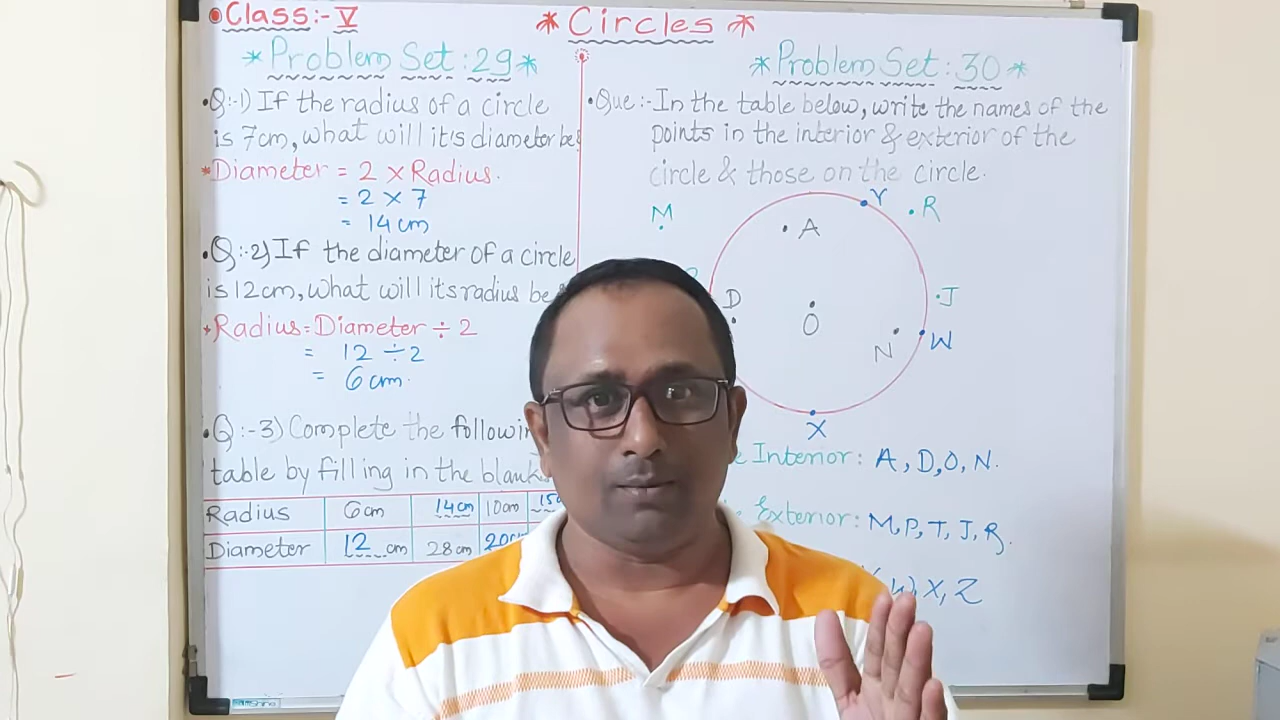 Class:- V
* Circles *
* Problem Set : 29 *
Q:-1) If the radius of a circle
is 7cm, what will it's diameter be
* Diameter = 2 × Radius.
= 2 × 7
= 14 cm
Q:-2) If the diameter of a circle
is 12cm, what will its radius be
* Radius = Diameter ÷ 2
= 12 ÷ 2
= 6 cm.
Q:-3) Complete the
table by filling in the
Radius 6cm 14cm 10cm
Diameter 12 cm 28cm
* Problem Set : 30 *
Que :- In the table below, write the names of the
points in the interior & exterior of the
circle & those on the circle.
M
Y
R
A
D
O
J
N
W
X
Interior : A, D, O, N.
Exterior : M, P, T, J, R.
W, X, Z